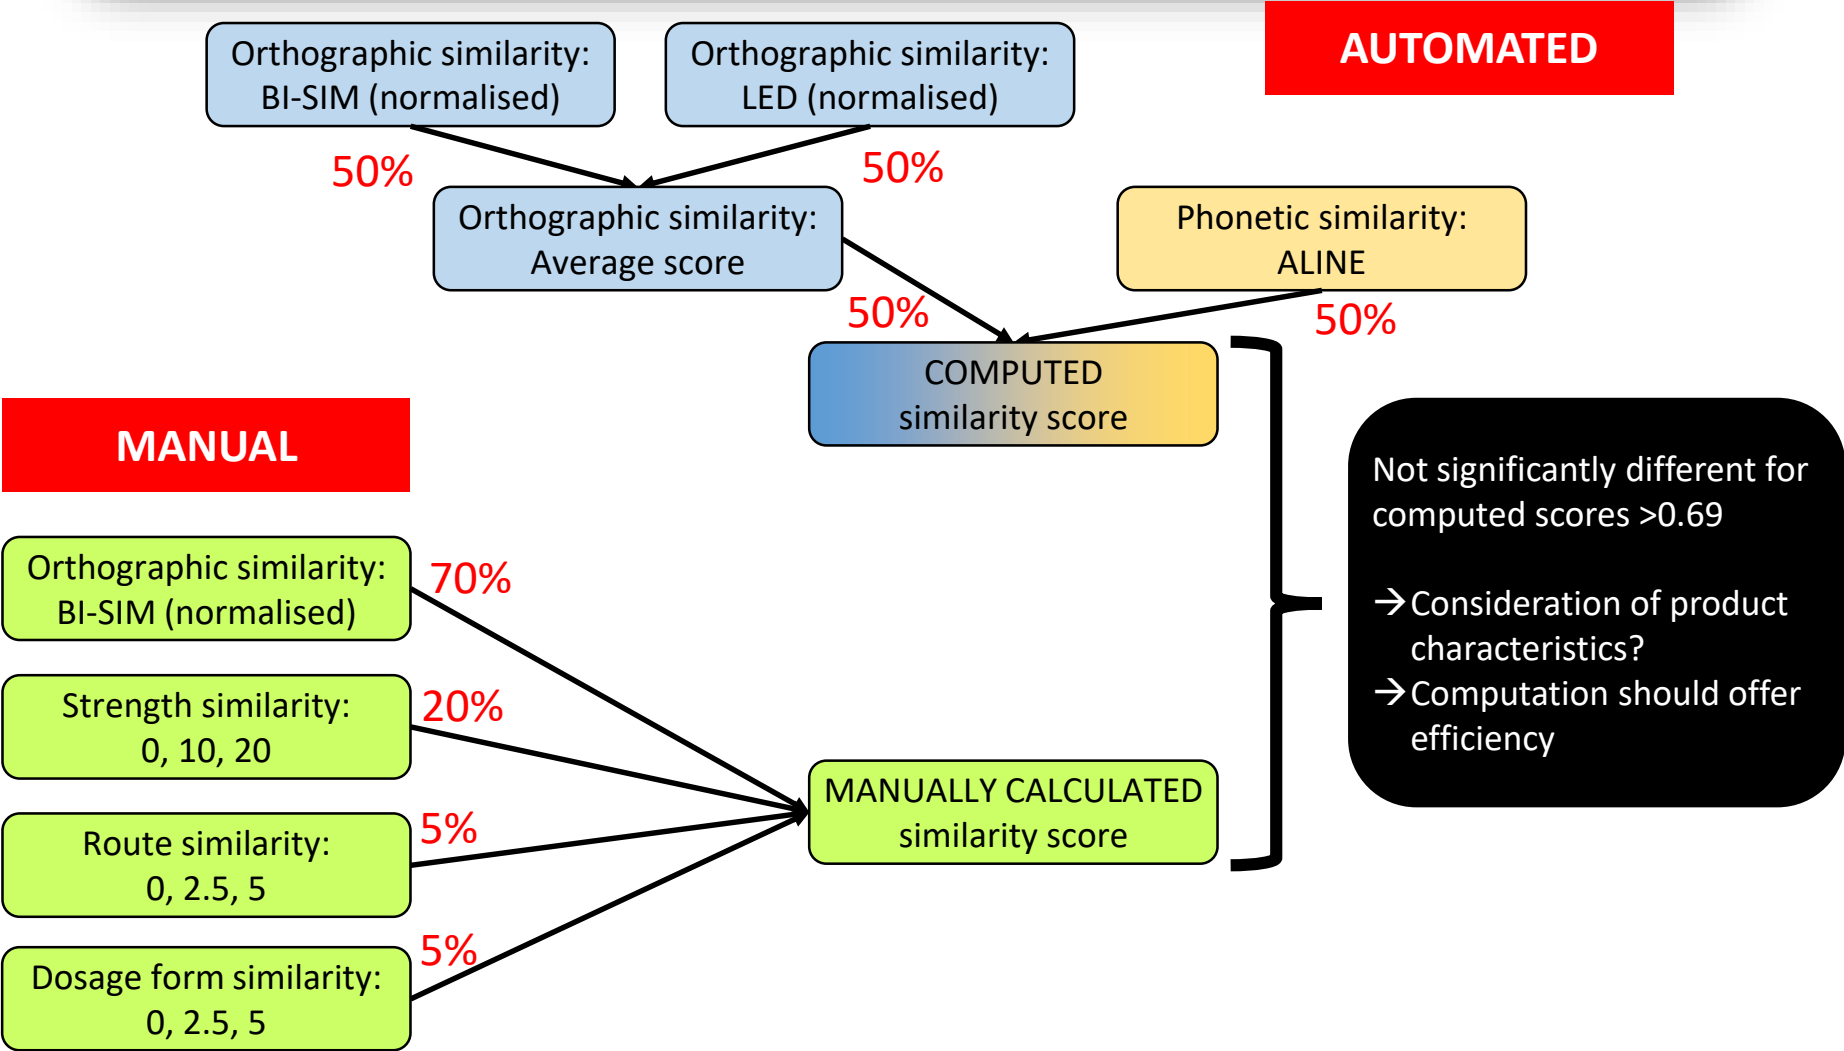 AUTOMATED
Orthographic similarity:
BI-SIM (normalised)
Orthographic similarity:
LED (normalised)
50%
50%
Orthographic similarity:
Average score
Phonetic similarity:
ALINE
50%
50%
COMPUTED
similarity score
MANUAL
Orthographic similarity:
BI-SIM (normalised)
70%
Strength similarity:
0, 10, 20
20%
Route similarity:
0, 2.5, 5
5%
Dosage form similarity:
0, 2.5, 5
5%
MANUALLY CALCULATED
similarity score
Not significantly different for
computed scores >0.69
→Consideration of product
characteristics?
→Computation should offer
efficiency